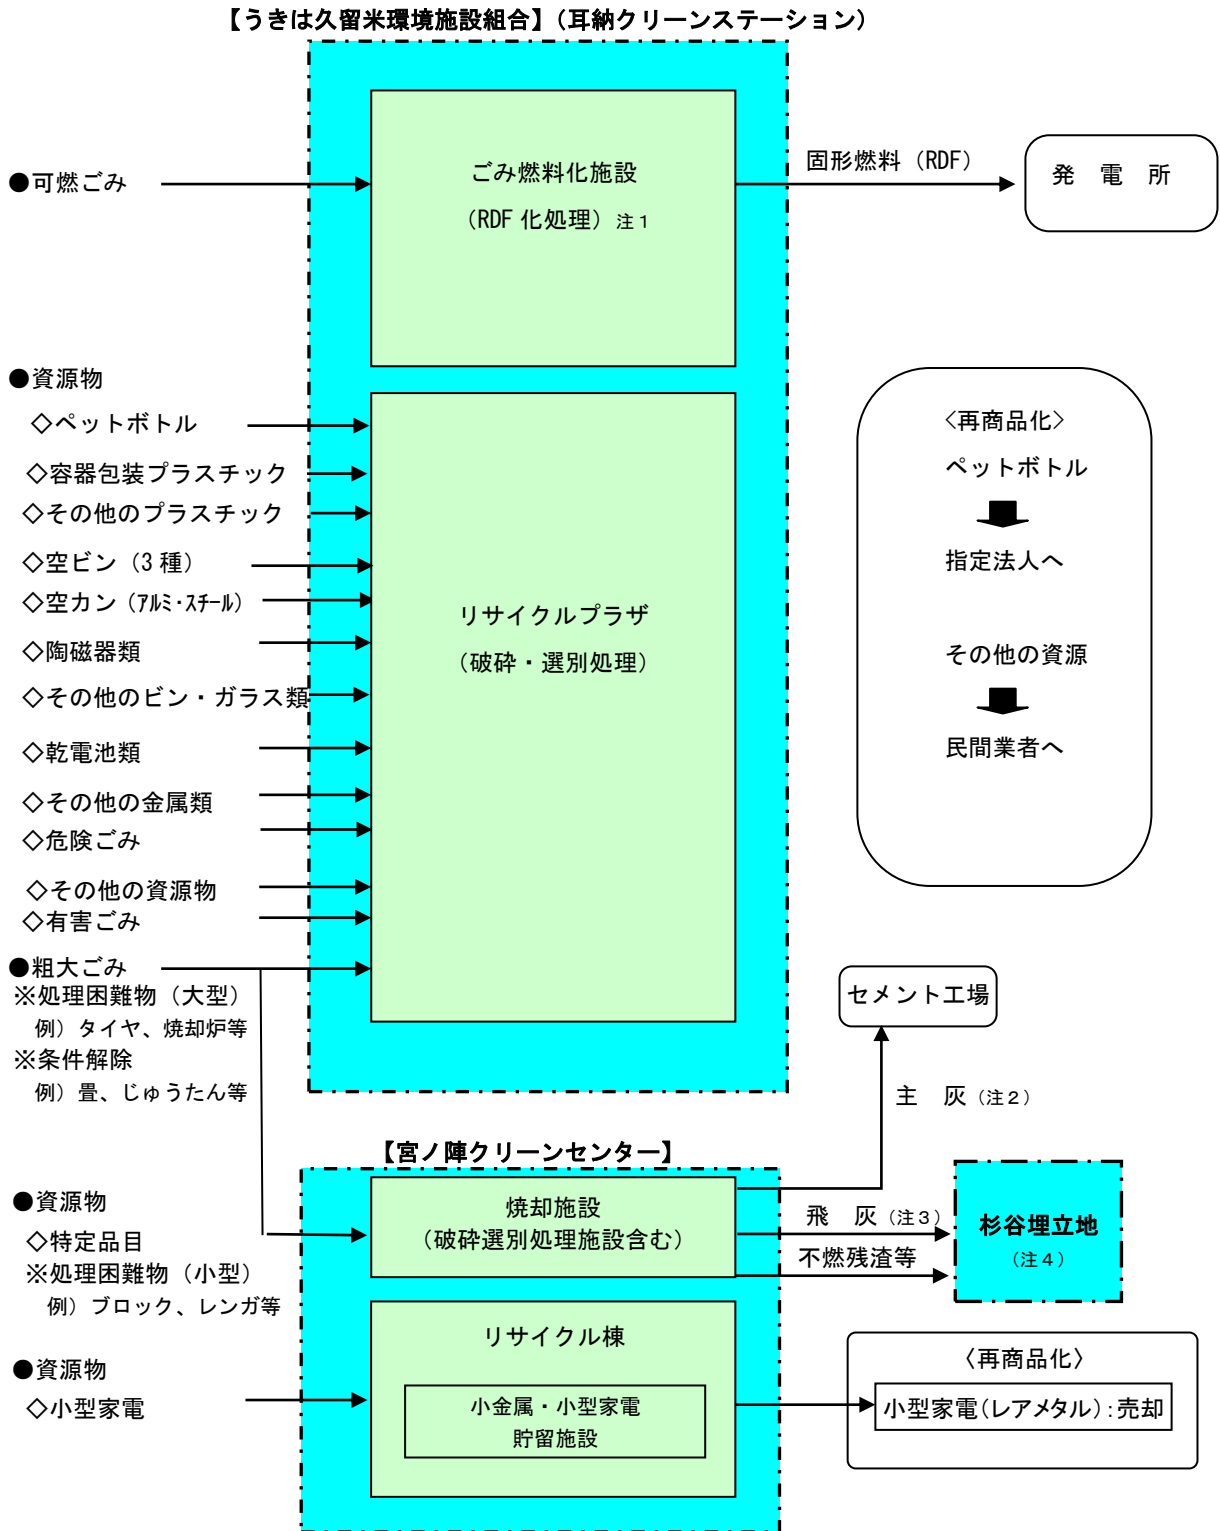 【うきは久留米環境施設組合】（耳納クリーンステーション）
●可燃ごみ
ごみ燃料化施設
（RDF 化処理）注１
固形燃料（RDF）
発　電　所
●資源物
◇ペットボトル
◇容器包装プラスチック
◇その他のプラスチック
◇空ビン（3 種）
◇空カン（ｱﾙﾐ・ｽﾁｰﾙ）
◇陶磁器類
◇その他のビン・ガラス類
◇乾電池類
◇その他の金属類
◇危険ごみ
◇その他の資源物
◇有害ごみ
リサイクルプラザ
（破砕・選別処理）
〈再商品化〉
ペットボトル
指定法人へ
その他の資源
民間業者へ
●粗大ごみ
※処理困難物（大型）
例）タイヤ、焼却炉等
※条件解除
例）畳、じゅうたん等
セメント工場
主　灰（注２）
【宮ノ陣クリーンセンター】
●資源物
◇特定品目
※処理困難物（小型）
例）ブロック、レンガ等
焼却施設
（破砕選別処理施設含む）
飛　灰（注３）
不燃残渣等
杉谷埋立地
（注４）
●資源物
◇小型家電
リサイクル棟
小金属・小型家電
貯留施設
〈再商品化〉
小型家電（レアメタル）：売却